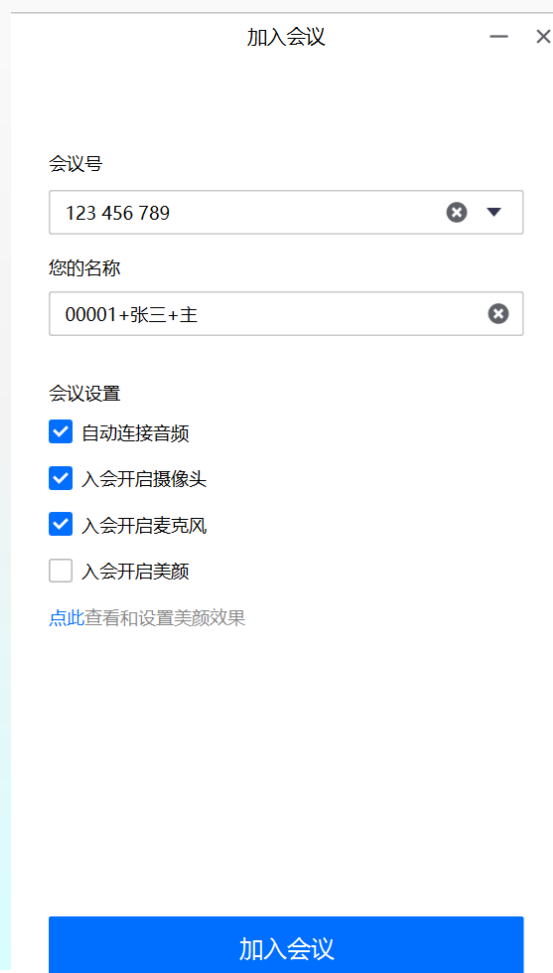 加入会议
会议号
123 456 789
您的名称
00001+张三+主
会议设置
自动连接音频
入会开启摄像头
入会开启麦克风
入会开启美颜
点此查看和设置美颜效果
加入会议